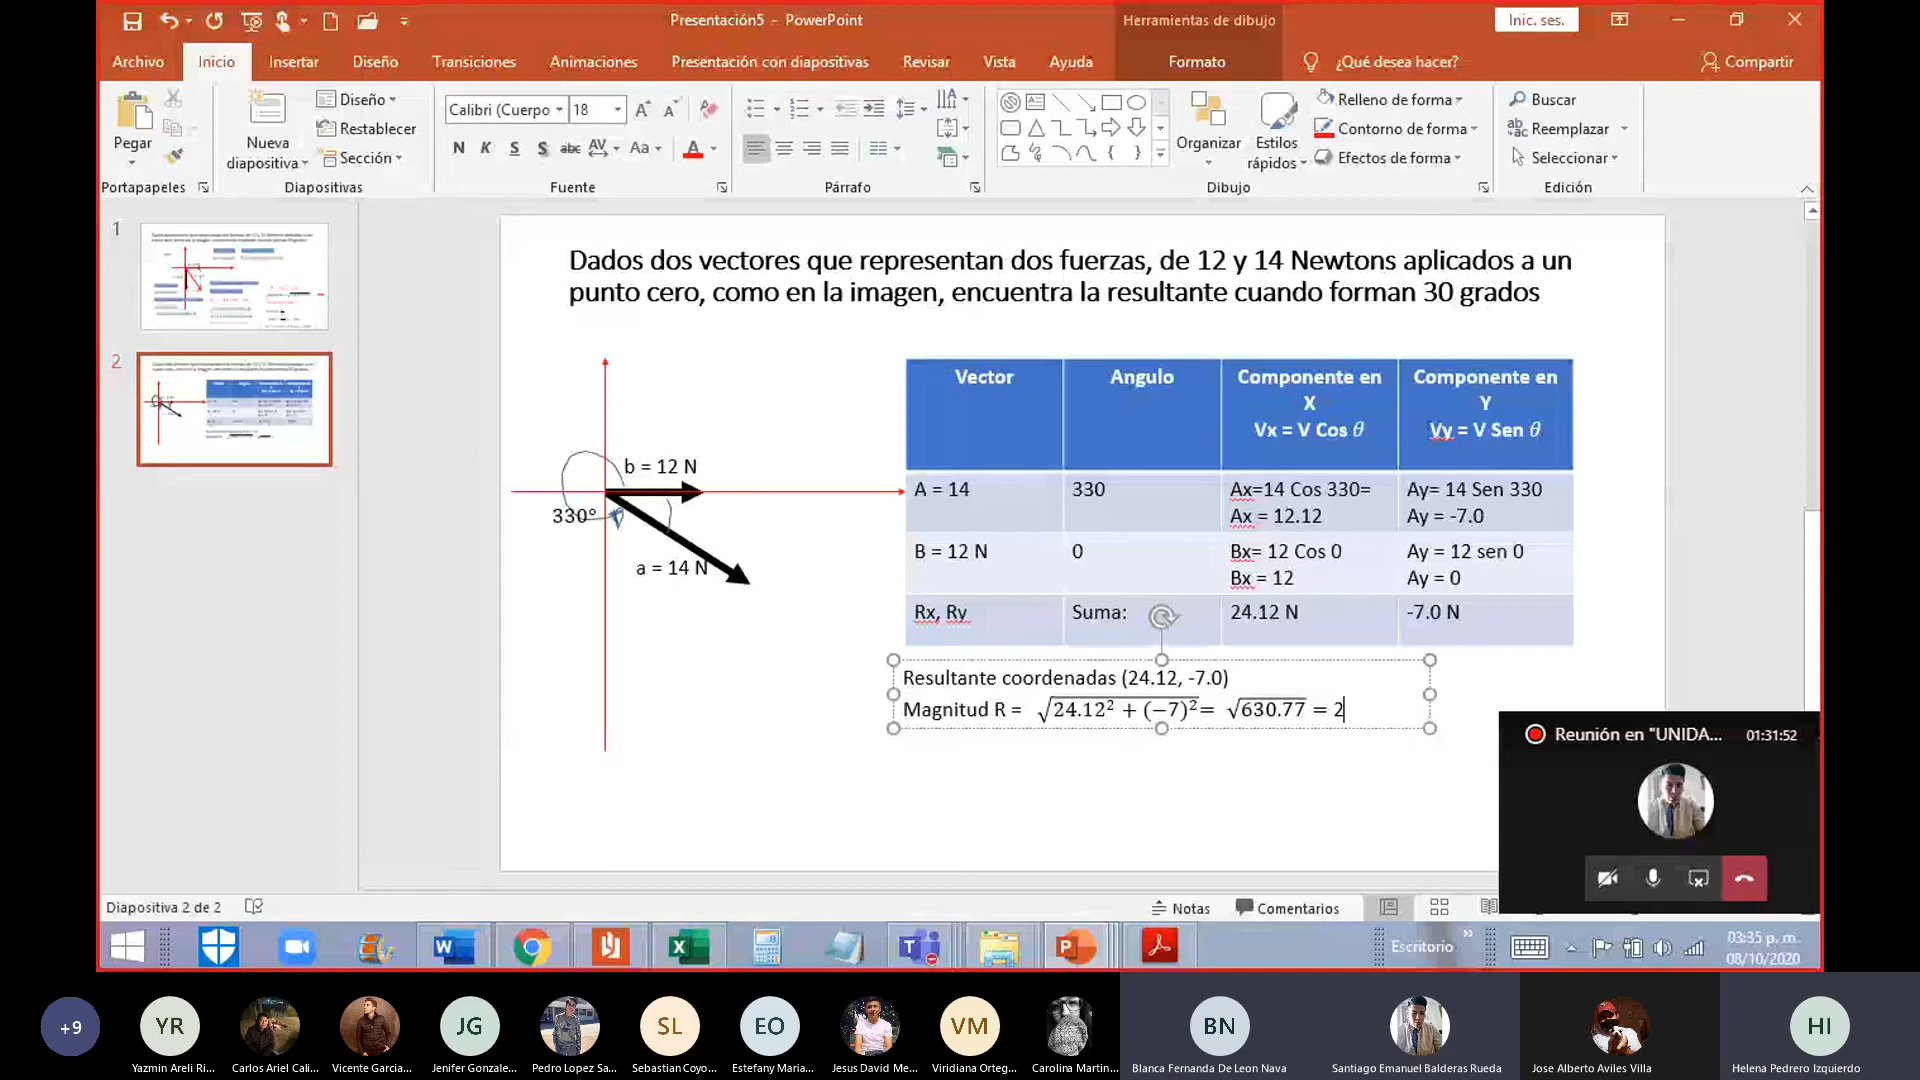 Presentación5 - PowerPoint
Herramientas de dibujo
Inic. ses.
Archivo
Inicio
Insertar
Diseño
Transiciones
Animaciones
Presentación con diapositivas
Revisar
Vista
Ayuda
Formato
¿Qué desea hacer?
Compartir
Pegar
Nueva
diapositiva
Diseño
Restablecer
Sección
Calibri (Cuerpo
18
N K S S abc AV Aa A
Organizar
Estilos
rápidos
Relleno de forma
Contorno de forma
Efectos de forma
Buscar
Reemplazar
Seleccionar
Portapapeles
Diapositivas
Fuente
Párrafo
Dibujo
Edición
1
2
Dados dos vectores que representan dos fuerzas, de 12 y 14 Newtons aplicados a un
punto cero, como en la imagen, encuentra la resultante cuando forman 30 grados
b = 12 N
330°
a = 14 N
Vector
Angulo
Componente en
X
Vx = V Cos θ
Componente en
Y
Vy = V Sen θ
A = 14
330
Ax=14 Cos 330=
Ax = 12.12
Ay= 14 Sen 330
Ay = -7.0
B = 12 N
0
Bx= 12 Cos 0
Bx = 12
Ay = 12 sen 0
Ay = 0
Rx, Ry
Suma:
24.12 N
-7.0 N
Resultante coordenadas (24.12, -7.0)
Magnitud R = √24.12² + (−7)²= √630.77 = 2
Reunión en "UNIDA...
01:31:52
Diapositiva 2 de 2
Notas
Comentarios
Escritorio
03:35 p. m.
08/10/2020
+9
YR
JG
SL
EO
VM
BN
HI
Yazmin Areli Ri...
Carlos Ariel Cali...
Vicente Garcia...
Jenifer Gonzale...
Pedro Lopez Sa...
Sebastian Coyo...
Estefany Maria...
Jesus David Me...
Viridiana Orteg...
Carolina Martin...
Blanca Fernanda De Leon Nava
Santiago Emanuel Balderas Rueda
Jose Alberto Aviles Villa
Helena Pedrero Izquierdo